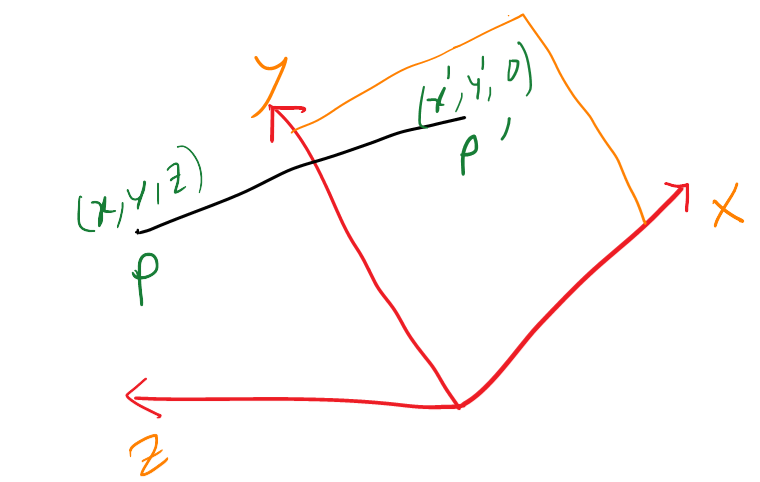 y
(x', y', 0)
P'
(x, y, z)
P
X
Z